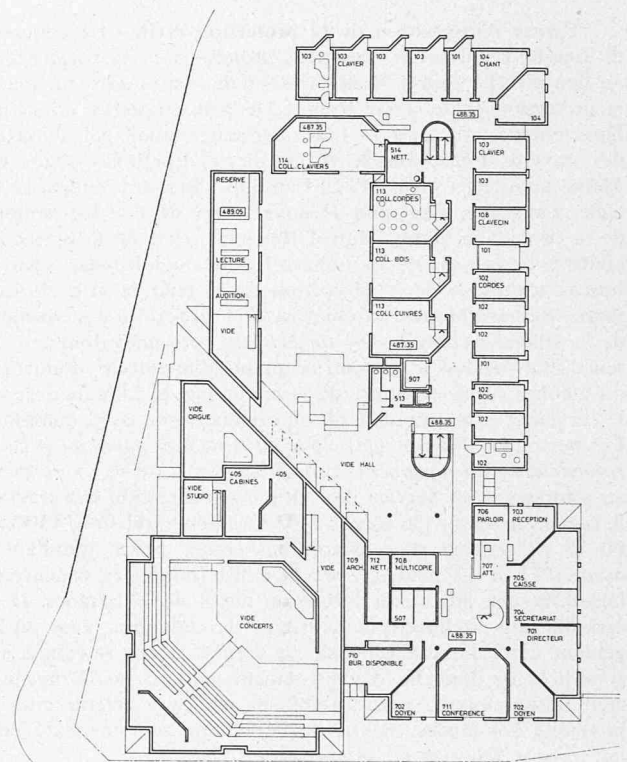 103
103
CLAVIER
103
103
101
104
CHANT
487.35
488.35
104
114
COLL. CLAVIERS
514
NETT.
103
CLAVIER
103
RESERVE
489.05
113
COLL. CORDES
108
CLAVECIN
LECTURE
AUDITION
113
COLL. BOIS
101
102
CORDES
VIDE
113
COLL. CUIVRES
487.35
102
102
101
907
513
102
BOIS
102
VIDE
ORGUE
488.35
VIDE HALL
102
405
CABINES
405
VIDE
STUDIO
706
PARLOIR
703
RECEPTION
VIDE
709
ARCH
712
NETT.
708
MULTICOPIE
707
ATT.
705
CAISSE
507
704
SECRETARIAT
VIDE
CONCERTS
488.35
701
DIRECTEUR
710
BUR. DISPONIBLE
702
DOYEN
711
CONFERENCE
702
DOYEN